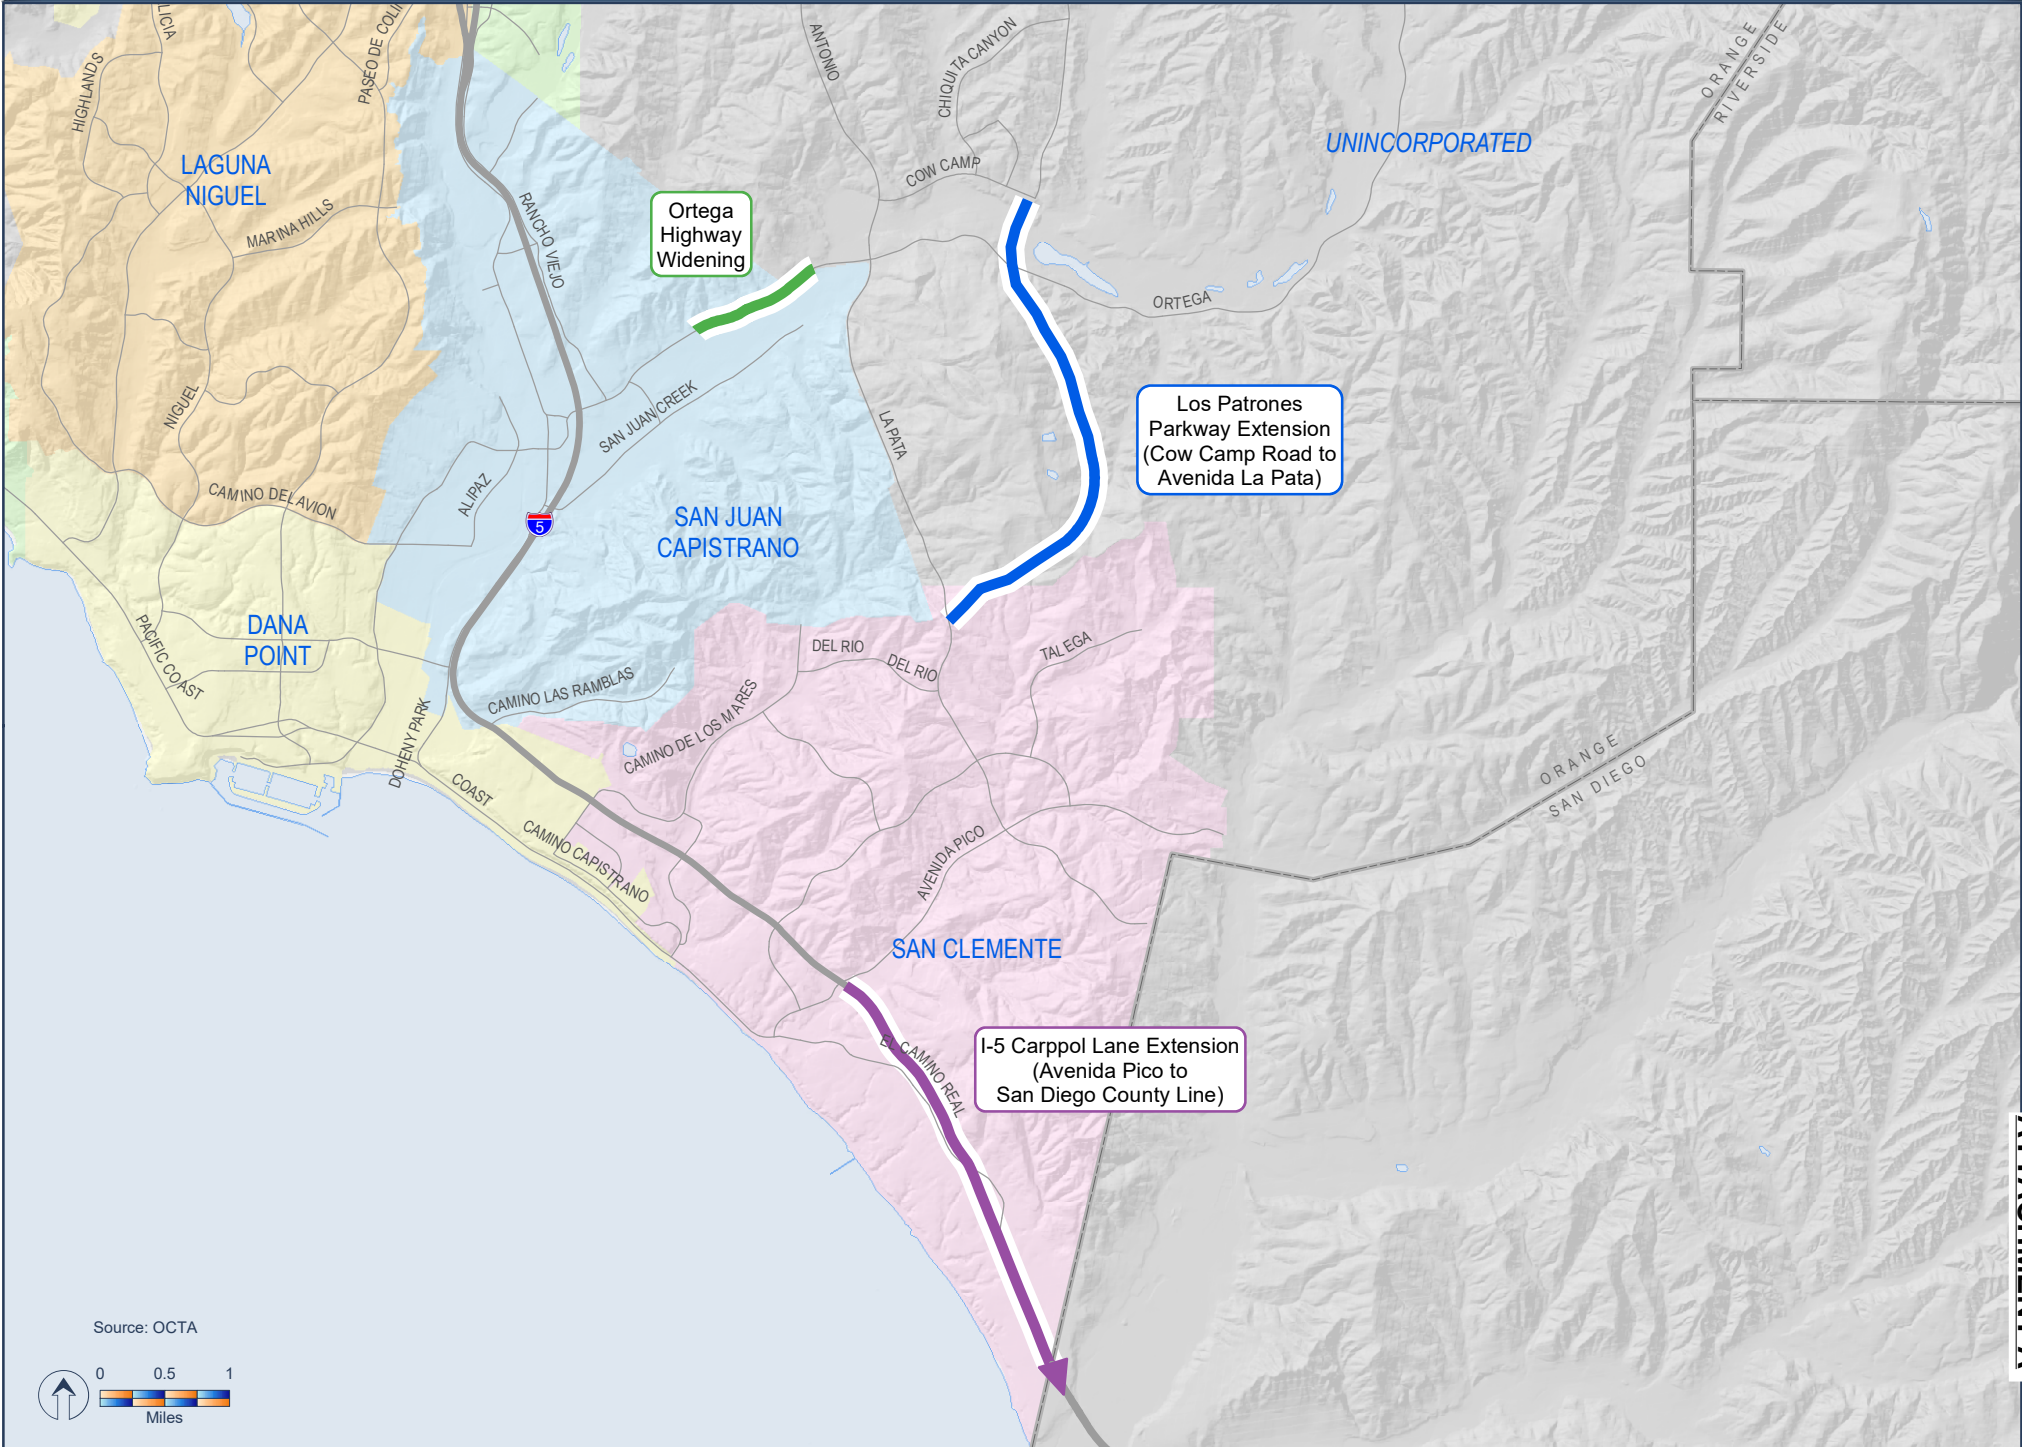 LICIA
PASEO DE COLI
HIGHLANDS
ANTONIO
CHIQUITA CANYON
ORANGE
RIVERSIDE
UNINCORPORATED
LAGUNA
NIGUEL
COW CAMP
MARINA HILLS
RANCHO VIEJO
Ortega
Highway
Widening
ORTEGA
NIGUEL
SAN JUAN CREEK
LA PATA
Los Patrones
Parkway Extension
(Cow Camp Road to
Avenida La Pata)
CAMINO DEL AVION
ALIPAZ
5
SAN JUAN
CAPISTRANO
DANA
POINT
PACIFIC COAST
DEL RIO
DEL RIO
TALEGA
CAMINO LAS RAMBLAS
CAMINO DE LOS MARES
DOHENY PARK
COAST
ORANGE
SAN DIEGO
CAMINO CAPISTRANO
AVENIDA PICO
SAN CLEMENTE
EL CAMINO REAL
I-5 Carppol Lane Extension
(Avenida Pico to
San Diego County Line)
Source: OCTA
0 0.5 1
Miles